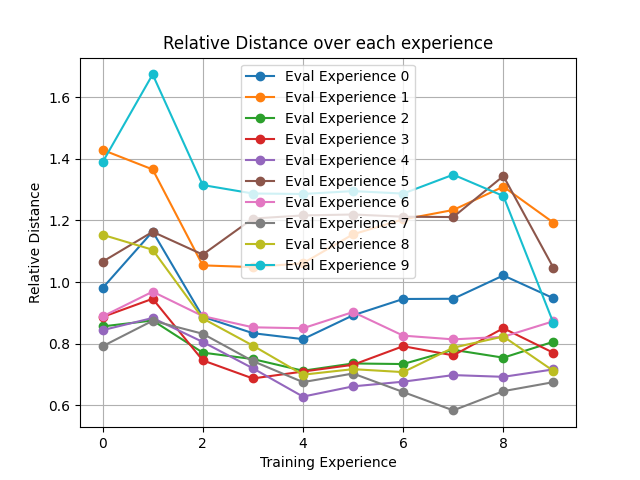 Relative Distance over each experience
Eval Experience 0
Eval Experience 1
Eval Experience 2
Eval Experience 3
Eval Experience 4
Eval Experience 5
Eval Experience 6
Eval Experience 7
Eval Experience 8
Eval Experience 9
1.6
1.4
1.2
1.0
0.8
0.6
Relative Distance
0 2 4 6 8
Training Experience